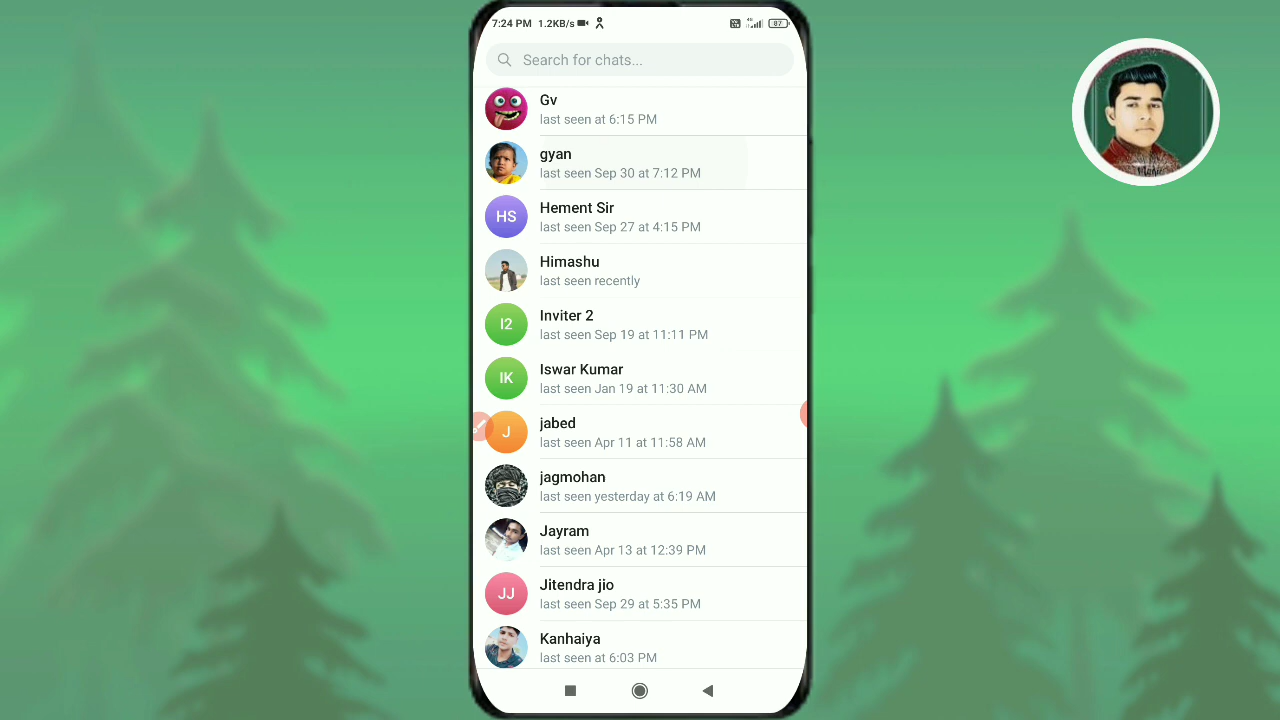 7:24 PM 1.2KB/s 4G 87
Search for chats...
Gv
last seen at 6:15 PM
gyan
last seen Sep 30 at 7:12 PM
HS
Hement Sir
last seen Sep 27 at 4:15 PM
Himashu
last seen recently
I2
Inviter 2
last seen Sep 19 at 11:11 PM
IK
Iswar Kumar
last seen Jan 19 at 11:30 AM
J
jabed
last seen Apr 11 at 11:58 AM
jagmohan
last seen yesterday at 6:19 AM
Jayram
last seen Apr 13 at 12:39 PM
JJ
Jitendra jio
last seen Sep 29 at 5:35 PM
Kanhaiya
last seen at 6:03 PM